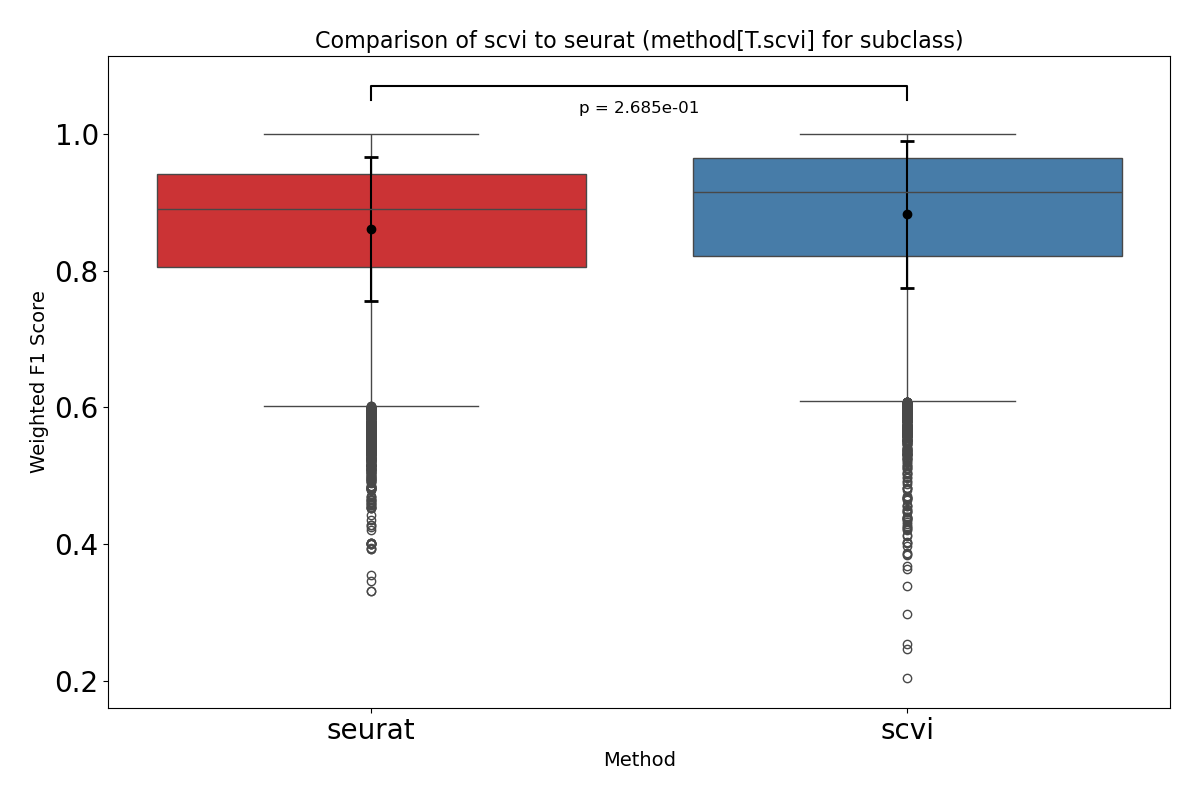 Comparison of scvi to seurat (method[T.scvi] for subclass)
p = 2.685e-01
1.0
0.8
0.6
0.4
0.2
Weighted F1 Score
seurat
scvi
Method